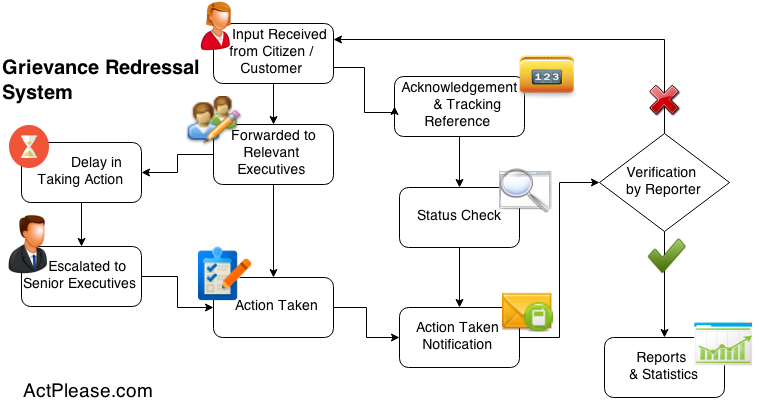 Grievance Redressal
System
Input Received
from Citizen /
Customer
Acknowledgement
& Tracking
Reference
123
Forwarded to
Relevant
Executives
Delay in
Taking Action
Verification
by Reporter
Status Check
Escalated to
Senior Executives
Action Taken
Action Taken
Notification
Reports
& Statistics
ActPlease.com